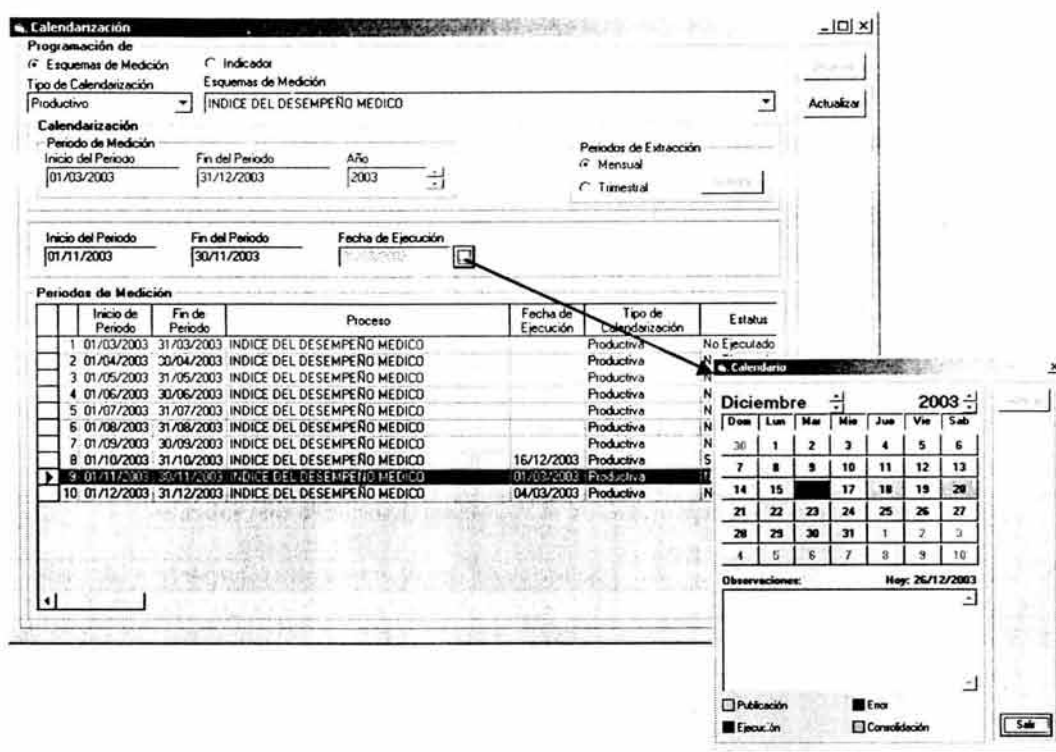 Calendarización
Programación de
Esquemas de Medición
Indicador
Tipo de Calendarización
Esquemas de Medición
Productivo
INDICE DEL DESEMPEÑO MEDICO
Actualizar
Calendarización
Periodo de Medición
Inicio del Periodo Fin del Periodo Año
01/03/2003 31/12/2003 2003
Periodos de Extracción
Mensual
Trimestral
Inicio del Periodo Fin del Periodo Fecha de Ejecución
01/11/2003 30/11/2003
Periodos de Medición
Inicio de Periodo Fin de Periodo Proceso Fecha de Ejecución Tipo de Calendarización Estatus
1 01/03/2003 31/03/2003 INDICE DEL DESEMPEÑO MEDICO Productiva No Ejecutado
2 01/04/2003 30/04/2003 INDICE DEL DESEMPEÑO MEDICO Productiva N
3 01/05/2003 31/05/2003 INDICE DEL DESEMPEÑO MEDICO Productiva N
4 01/06/2003 30/06/2003 INDICE DEL DESEMPEÑO MEDICO Productiva N
5 01/07/2003 31/07/2003 INDICE DEL DESEMPEÑO MEDICO Productiva N
6 01/08/2003 31/08/2003 INDICE DEL DESEMPEÑO MEDICO Productiva N
7 01/09/2003 30/09/2003 INDICE DEL DESEMPEÑO MEDICO Productiva N
8 01/10/2003 31/10/2003 INDICE DEL DESEMPEÑO MEDICO 16/12/2003 Productiva S
9 01/11/2003 30/11/2003 INDICE DEL DESEMPEÑO MEDICO 01/03/2003 Productiva
10 01/12/2003 31/12/2003 INDICE DEL DESEMPEÑO MEDICO 04/03/2003 Productiva N
Calendario
Diciembre 2003
Dom Lun Mar Mie Jue Vie Sab
30 1 2 3 4 5 6
7 8 9 10 11 12 13
14 15 17 18 19 20
21 22 23 24 25 26 27
28 29 30 31 1 2 3
4 5 6 7 8 9 10
Observaciones: Hoy: 26/12/2003
Publicación Error
Ejecución Consolidación
Salir